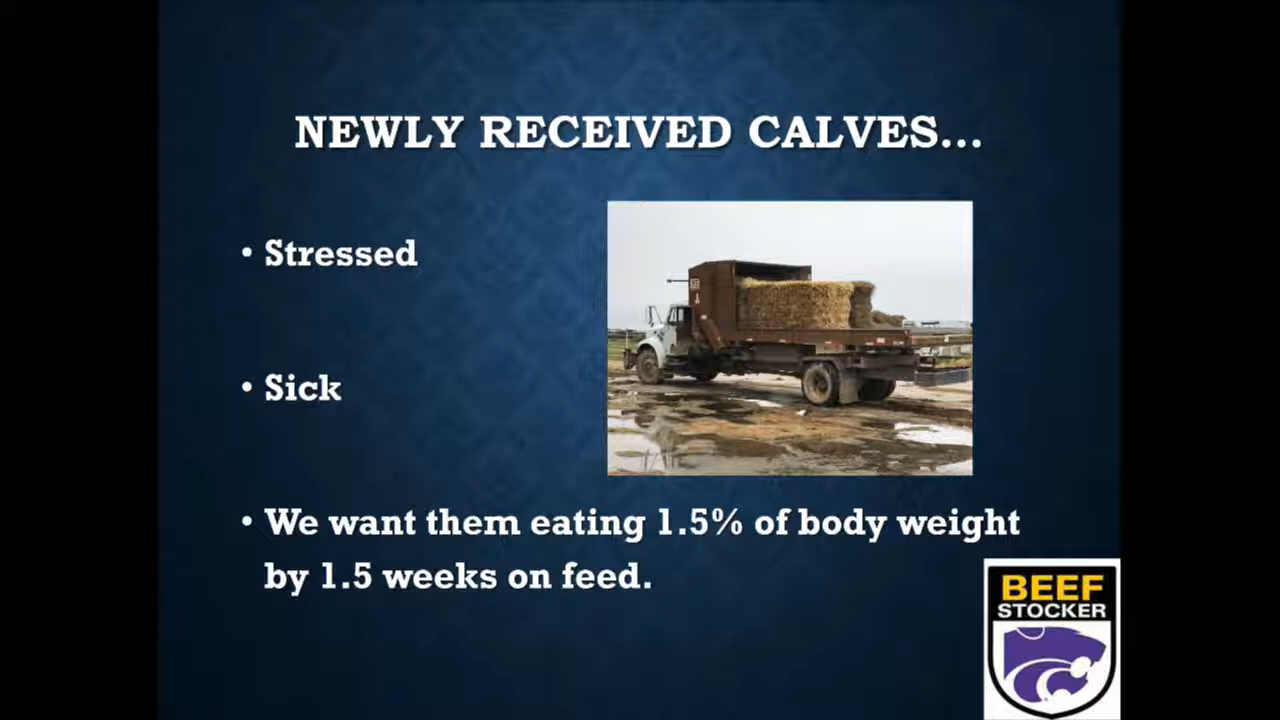 NEWLY RECEIVED CALVES...
• Stressed
• Sick
• We want them eating 1.5% of body weight
by 1.5 weeks on feed.
BEEF
STOCKER